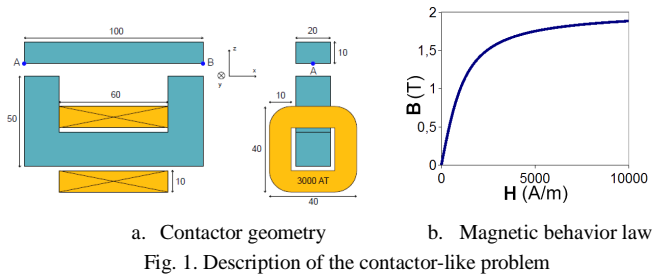 100
20
10
A
B
z
x
y
A
60
50
10
10
40
3000 AT
40
2
1,5
1
0,5
0
B (T)
0
5000
10000
H (A/m)
a. Contactor geometry
b. Magnetic behavior law
Fig. 1. Description of the contactor-like problem